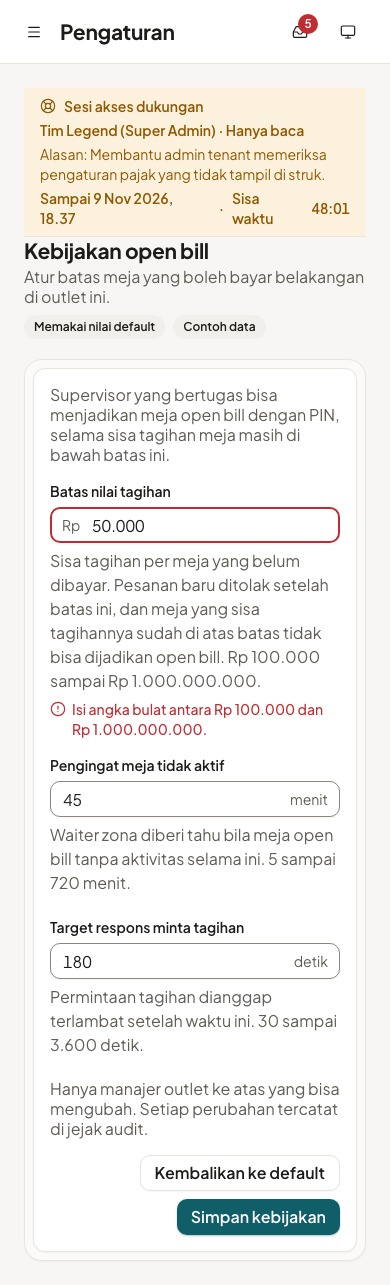 Pengaturan
5
Sesi akses dukungan
Tim Legend (Super Admin) · Hanya baca
Alasan: Membantu admin tenant memeriksa
pengaturan pajak yang tidak tampil di struk.
Sampai 9 Nov 2026,
18.37
·
Sisa
waktu
48:01
Kebijakan open bill
Atur batas meja yang boleh bayar belakangan
di outlet ini.
Memakai nilai default
Contoh data
Supervisor yang bertugas bisa
menjadikan meja open bill dengan PIN,
selama sisa tagihan meja masih di
bawah batas ini.
Batas nilai tagihan
Rp 50.000
Sisa tagihan per meja yang belum
dibayar. Pesanan baru ditolak setelah
batas ini, dan meja yang sisa
tagihannya sudah di atas batas tidak
bisa dijadikan open bill. Rp 100.000
sampai Rp 1.000.000.000.
Isi angka bulat antara Rp 100.000 dan
Rp 1.000.000.000.
Pengingat meja tidak aktif
45 menit
Waiter zona diberi tahu bila meja open
bill tanpa aktivitas selama ini. 5 sampai
720 menit.
Target respons minta tagihan
180 detik
Permintaan tagihan dianggap
terlambat setelah waktu ini. 30 sampai
3.600 detik.
Hanya manajer outlet ke atas yang bisa
mengubah. Setiap perubahan tercatat
di jejak audit.
Kembalikan ke default
Simpan kebijakan